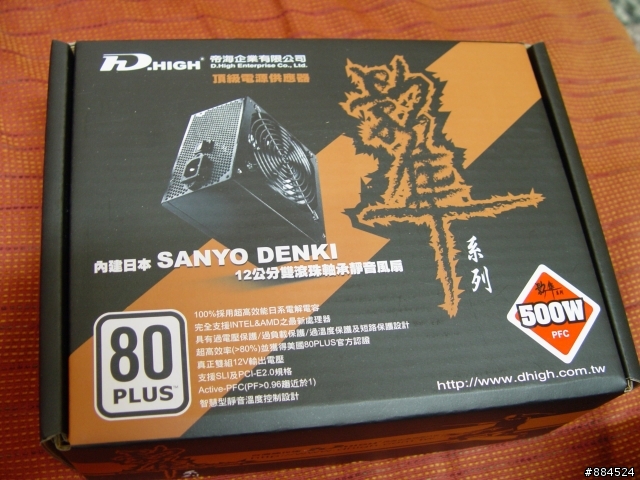 D.HIGH 帝海企業有限公司
D.High Enterprise Co., Ltd.
頂級電源供應器
影隼
系列
內建日本 SANYO DENKI
12公分雙滾珠軸承靜音風扇
100%採用超高效能日系電解電容
完全支援INTEL&AMD之最新處理器
具有過電壓保護/過負載保護/過溫度保護及短路保護設計
超高效率(>80%)並獲得美國80PLUS官方認證
真正雙組12V輸出電壓
支援SLI及PCI-E2.0規格
Active-PFC(PF>0.96趨近於1)
智慧型靜音溫度控制設計
80
PLUS
500W
PFC
http://www.dhigh.com.tw
#884524